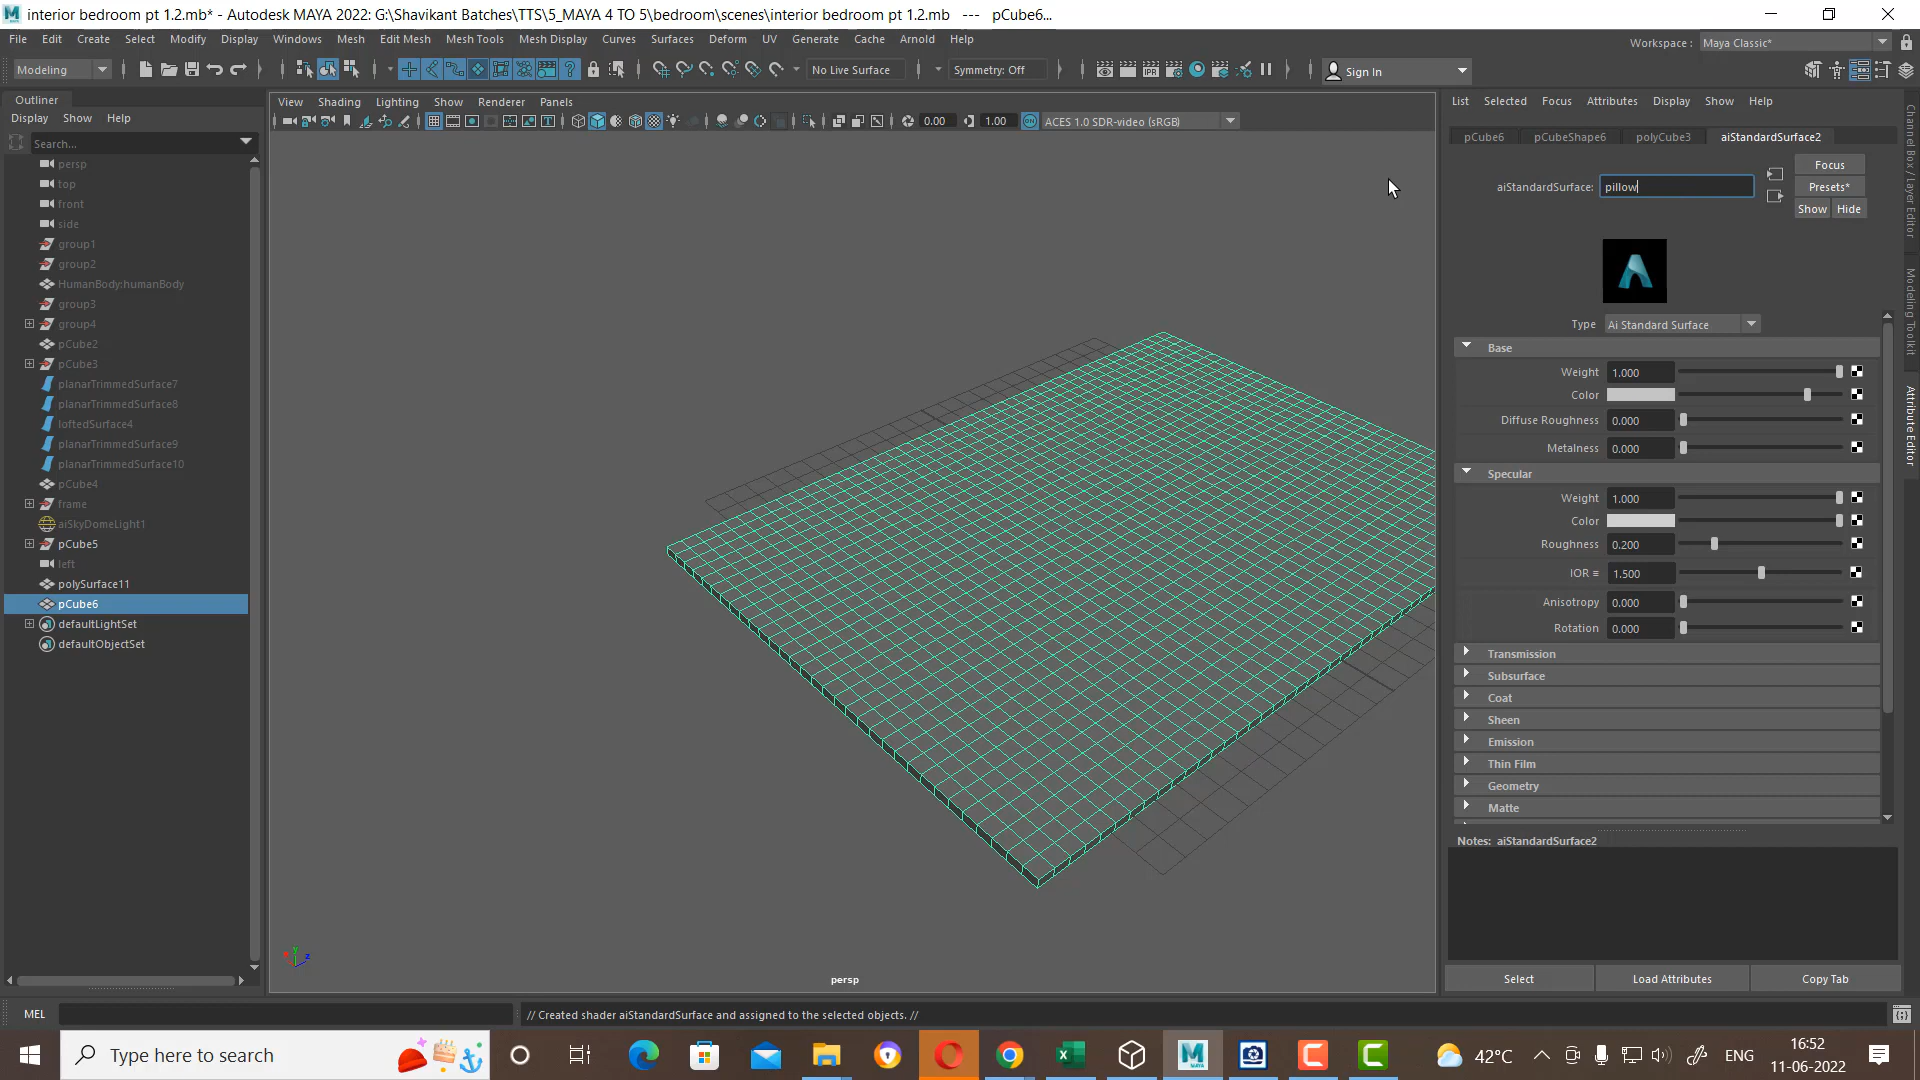 interior bedroom pt 1.2.mb* - Autodesk MAYA 2022: G:\Shavikant Batches\TTS\5_MAYA 4 TO 5\bedroom\scenes\interior bedroom pt 1.2.mb   ---   pCube6...
File Edit Create Select Modify Display Windows Mesh Edit Mesh Mesh Tools Mesh Display Curves Surfaces Deform UV Generate Cache Arnold Help
Workspace : Maya Classic*
Modeling No Live Surface Symmetry: Off IPR Sign In
Outliner
Display Show Help
Search...
persp
top
front
side
group1
group2
HumanBody:humanBody
group3
group4
pCube2
pCube3
planarTrimmedSurface7
planarTrimmedSurface8
loftedSurface4
planarTrimmedSurface9
planarTrimmedSurface10
pCube4
frame
aiSkyDomeLight1
pCube5
left
polySurface11
pCube6
defaultLightSet
defaultObjectSet
View Shading Lighting Show Renderer Panels
0.00 1.00 ACES 1.0 SDR-video (sRGB)
persp
List Selected Focus Attributes Display Show Help
pCube6 pCubeShape6 polyCube3 aiStandardSurface2
aiStandardSurface: pillow
Focus
Presets*
Show Hide
Type Ai Standard Surface
Base
Weight 1.000
Color
Diffuse Roughness 0.000
Metalness 0.000
Specular
Weight 1.000
Color
Roughness 0.200
IOR 1.500
Anisotropy 0.000
Rotation 0.000
Transmission
Subsurface
Coat
Sheen
Emission
Thin Film
Geometry
Matte
Notes: aiStandardSurface2
Select Load Attributes Copy Tab
Channel Box / Layer Editor
Modeling Toolkit
Attribute Editor
MEL
// Created shader aiStandardSurface and assigned to the selected objects. //
Type here to search
42°C ENG
16:52
11-06-2022